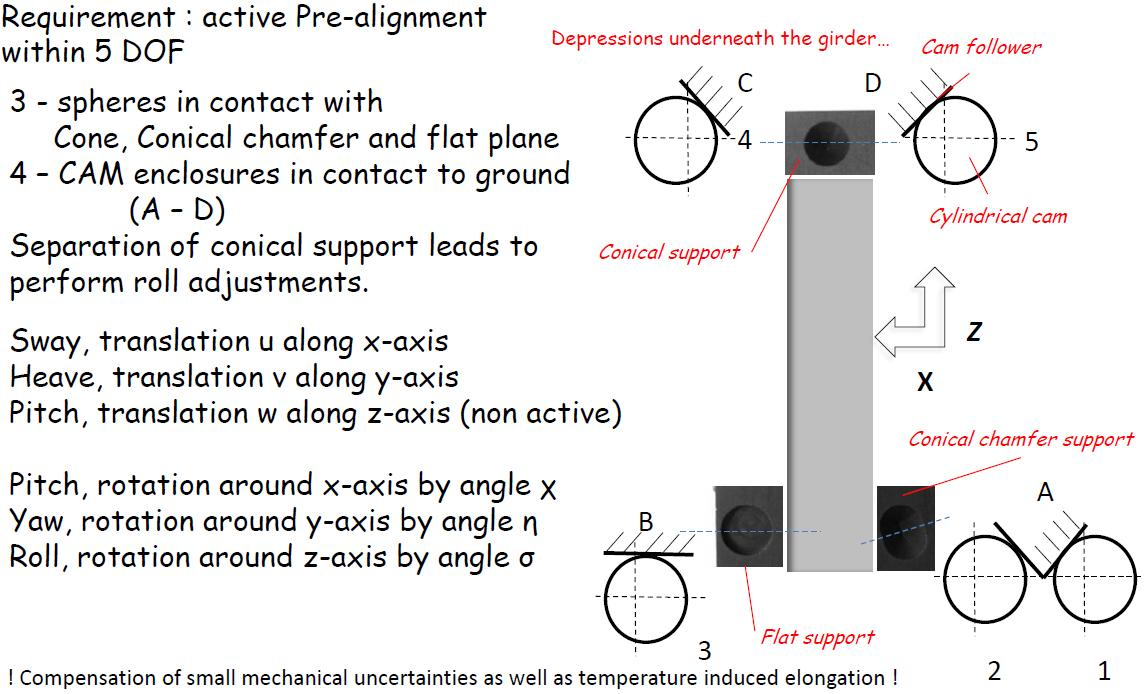 Requirement : active Pre-alignment
within 5 DOF
3 - spheres in contact with
Cone, Conical chamfer and flat plane
4 – CAM enclosures in contact to ground
(A – D)
Separation of conical support leads to
perform roll adjustments.
Sway, translation u along x-axis
Heave, translation v along y-axis
Pitch, translation w along z-axis (non active)
Pitch, rotation around x-axis by angle χ
Yaw, rotation around y-axis by angle η
Roll, rotation around z-axis by angle σ
Depressions underneath the girder…
Cam follower
C
D
4
5
Cylindrical cam
Conical support
Z
X
Conical chamfer support
A
B
Flat support
3
2
1
! Compensation of small mechanical uncertainties as well as temperature induced elongation !